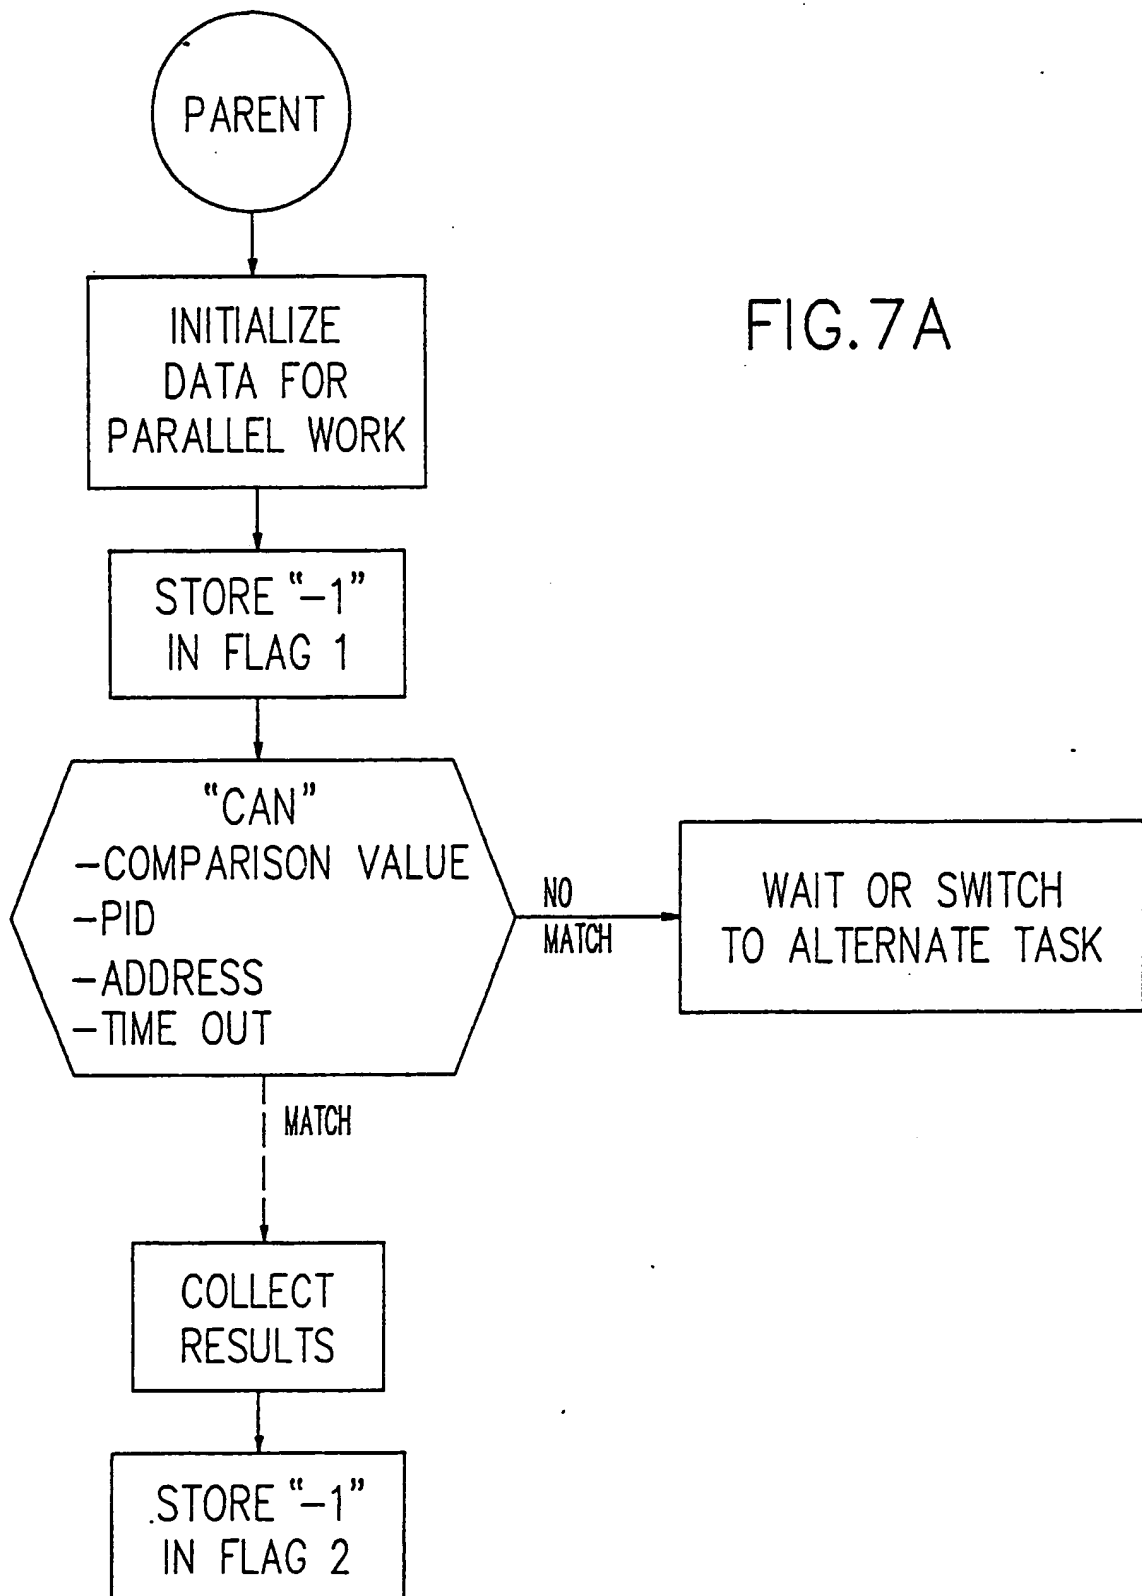 PARENT
INITIALIZE
DATA FOR
PARALLEL WORK
FIG. 7A
STORE “-1”
IN FLAG 1
“CAN”
-COMPARISON VALUE
-PID
-ADDRESS
-TIME OUT
NO
MATCH
WAIT OR SWITCH
TO ALTERNATE TASK
MATCH
COLLECT
RESULTS
STORE “-1”
IN FLAG 2